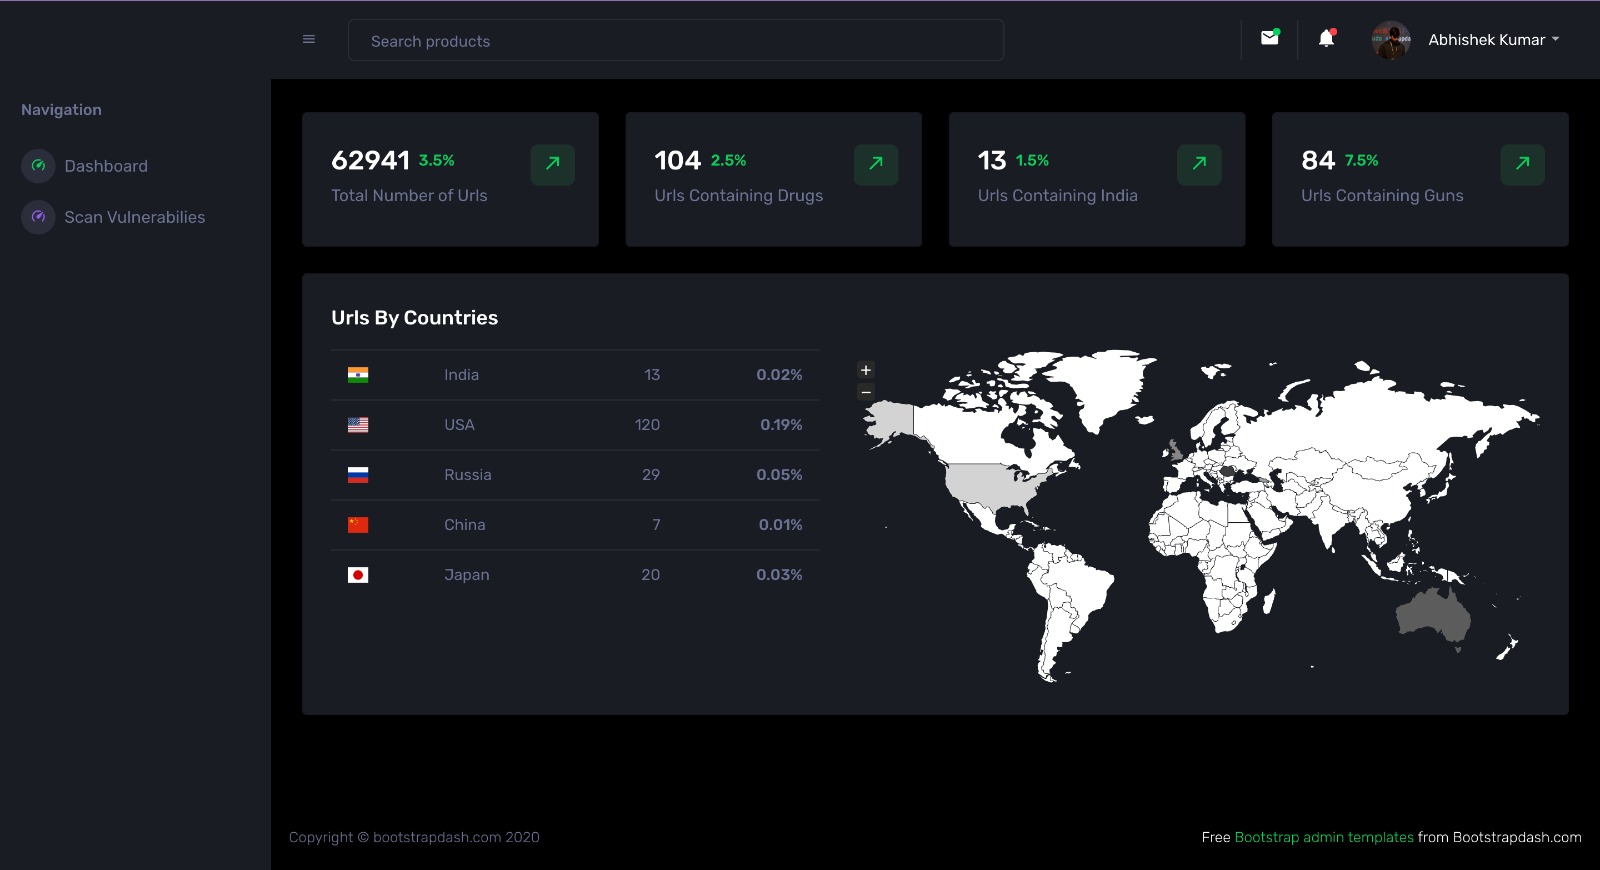 Search products
Abhishek Kumar
Navigation
Dashboard
Scan Vulnerabilies
62941 3.5%
Total Number of Urls
104 2.5%
Urls Containing Drugs
13 1.5%
Urls Containing India
84 7.5%
Urls Containing Guns
Urls By Countries
India 13 0.02%
USA 120 0.19%
Russia 29 0.05%
China 7 0.01%
Japan 20 0.03%
+
−
Copyright © bootstrapdash.com 2020
Free Bootstrap admin templates from Bootstrapdash.com